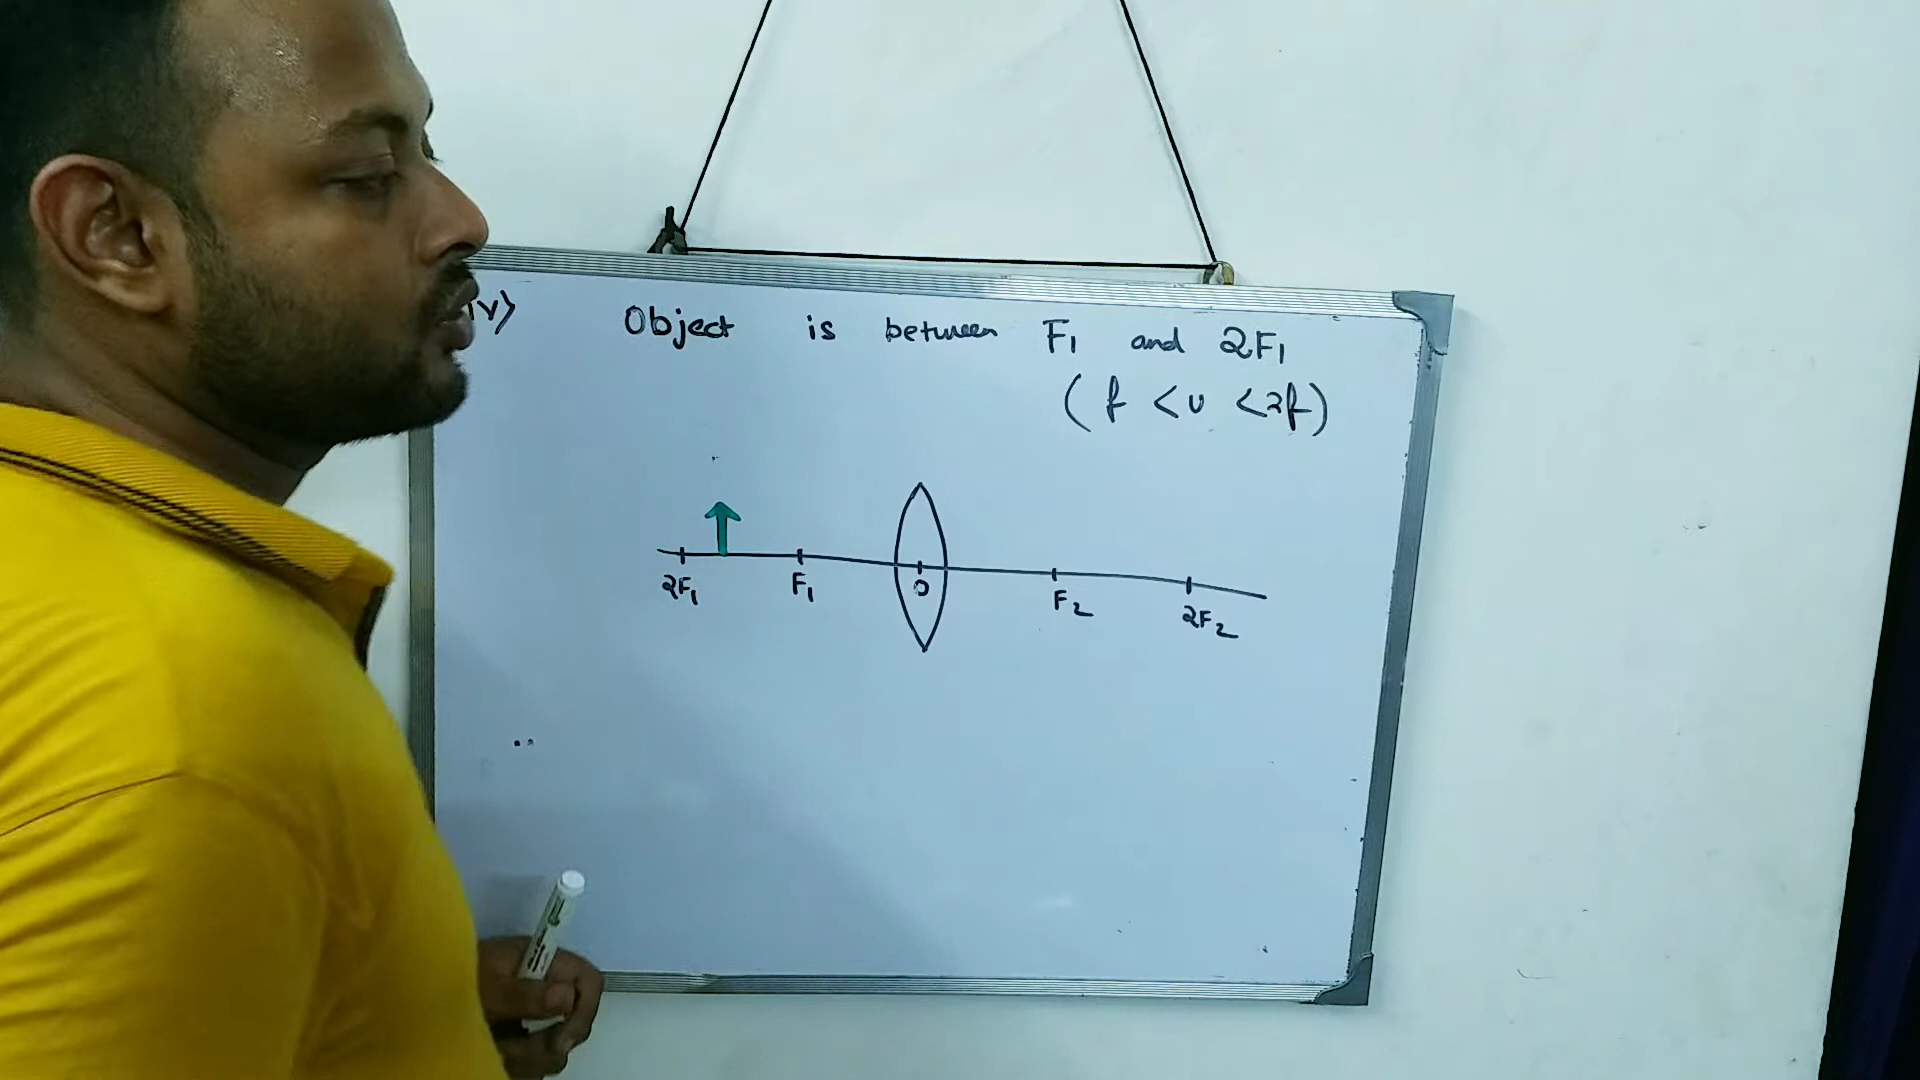 iv) Object is between F₁ and 2F₁
(f < u < 2f)
2F₁ F₁ O F₂ 2F₂